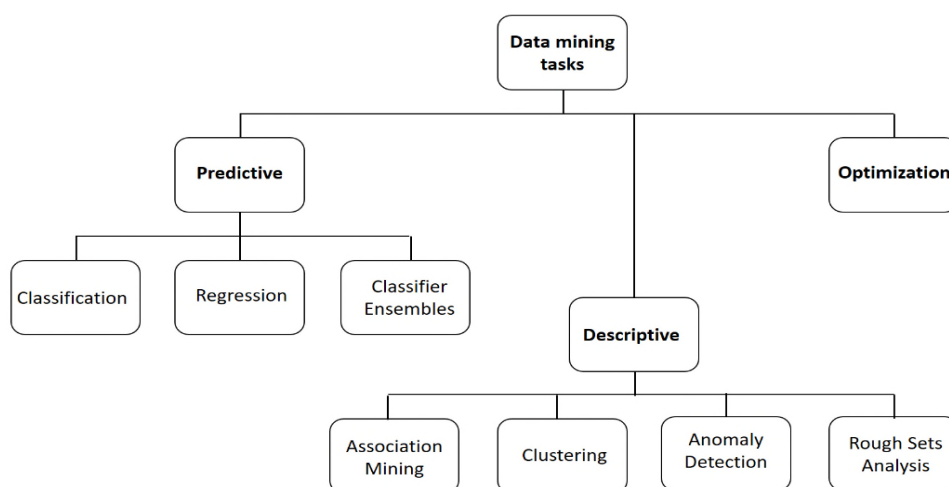 Data mining
tasks
Predictive
Optimization
Classification
Regression
Classifier
Ensembles
Descriptive
Association
Mining
Clustering
Anomaly
Detection
Rough Sets
Analysis